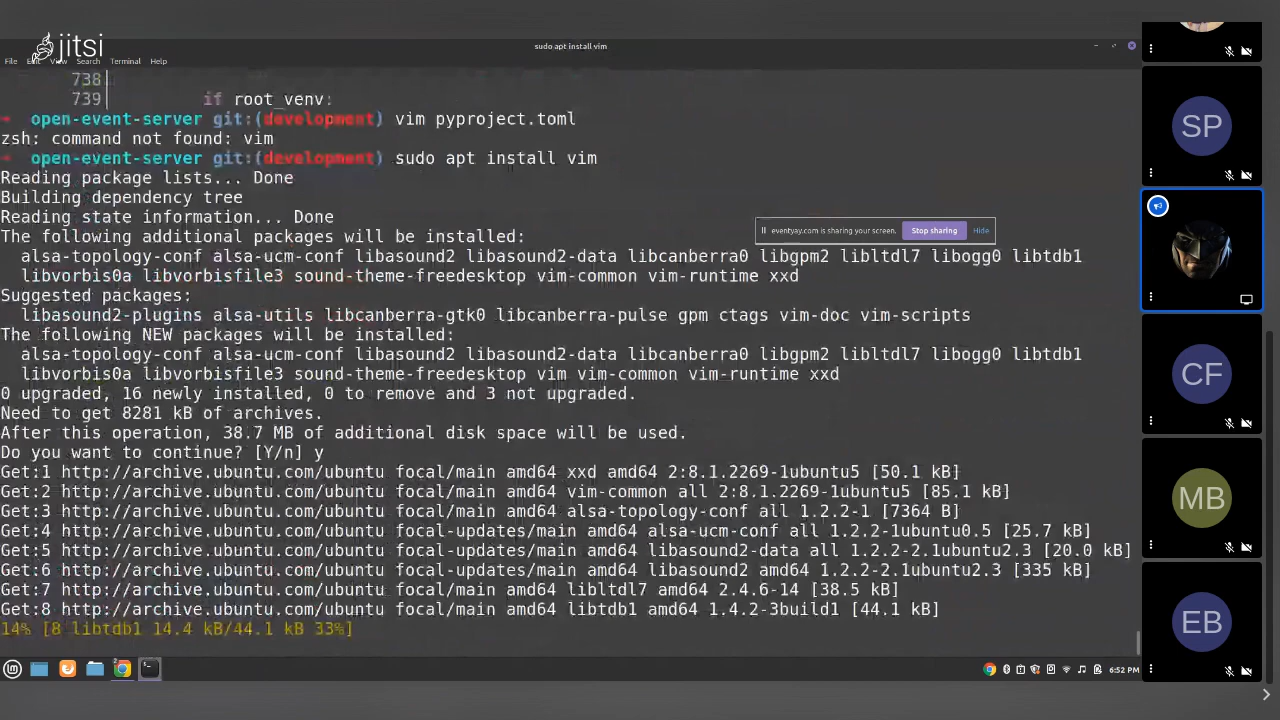 jitsi
sudo apt install vim
File Edit View Search Terminal Help
738
739 if root_venv:
→ open-event-server git:(development) vim pyproject.toml
zsh: command not found: vim
→ open-event-server git:(development) sudo apt install vim
Reading package lists... Done
Building dependency tree
Reading state information... Done
The following additional packages will be installed:
alsa-topology-conf alsa-ucm-conf libasound2 libasound2-data libcanberra0 libgpm2 libltdl7 libogg0 libtdb1
libvorbis0a libvorbisfile3 sound-theme-freedesktop vim-common vim-runtime xxd
Suggested packages:
libasound2-plugins alsa-utils libcanberra-gtk0 libcanberra-pulse gpm ctags vim-doc vim-scripts
The following NEW packages will be installed:
alsa-topology-conf alsa-ucm-conf libasound2 libasound2-data libcanberra0 libgpm2 libltdl7 libogg0 libtdb1
libvorbis0a libvorbisfile3 sound-theme-freedesktop vim vim-common vim-runtime xxd
0 upgraded, 16 newly installed, 0 to remove and 3 not upgraded.
Need to get 8281 kB of archives.
After this operation, 38.7 MB of additional disk space will be used.
Do you want to continue? [Y/n] y
Get:1 http://archive.ubuntu.com/ubuntu focal/main amd64 xxd amd64 2:8.1.2269-1ubuntu5 [50.1 kB]
Get:2 http://archive.ubuntu.com/ubuntu focal/main amd64 vim-common all 2:8.1.2269-1ubuntu5 [85.1 kB]
Get:3 http://archive.ubuntu.com/ubuntu focal/main amd64 alsa-topology-conf all 1.2.2-1 [7364 B]
Get:4 http://archive.ubuntu.com/ubuntu focal-updates/main amd64 alsa-ucm-conf all 1.2.2-1ubuntu0.5 [25.7 kB]
Get:5 http://archive.ubuntu.com/ubuntu focal-updates/main amd64 libasound2-data all 1.2.2-2.1ubuntu2.3 [20.0 kB]
Get:6 http://archive.ubuntu.com/ubuntu focal-updates/main amd64 libasound2 amd64 1.2.2-2.1ubuntu2.3 [335 kB]
Get:7 http://archive.ubuntu.com/ubuntu focal/main amd64 libltdl7 amd64 2.4.6-14 [38.5 kB]
Get:8 http://archive.ubuntu.com/ubuntu focal/main amd64 libtdb1 amd64 1.4.2-3build1 [44.1 kB]
14% [8 libtdb1 14.4 kB/44.1 kB 33%]
eventyay.com is sharing your screen. Stop sharing Hide
6:52 PM
SP
CF
MB
EB